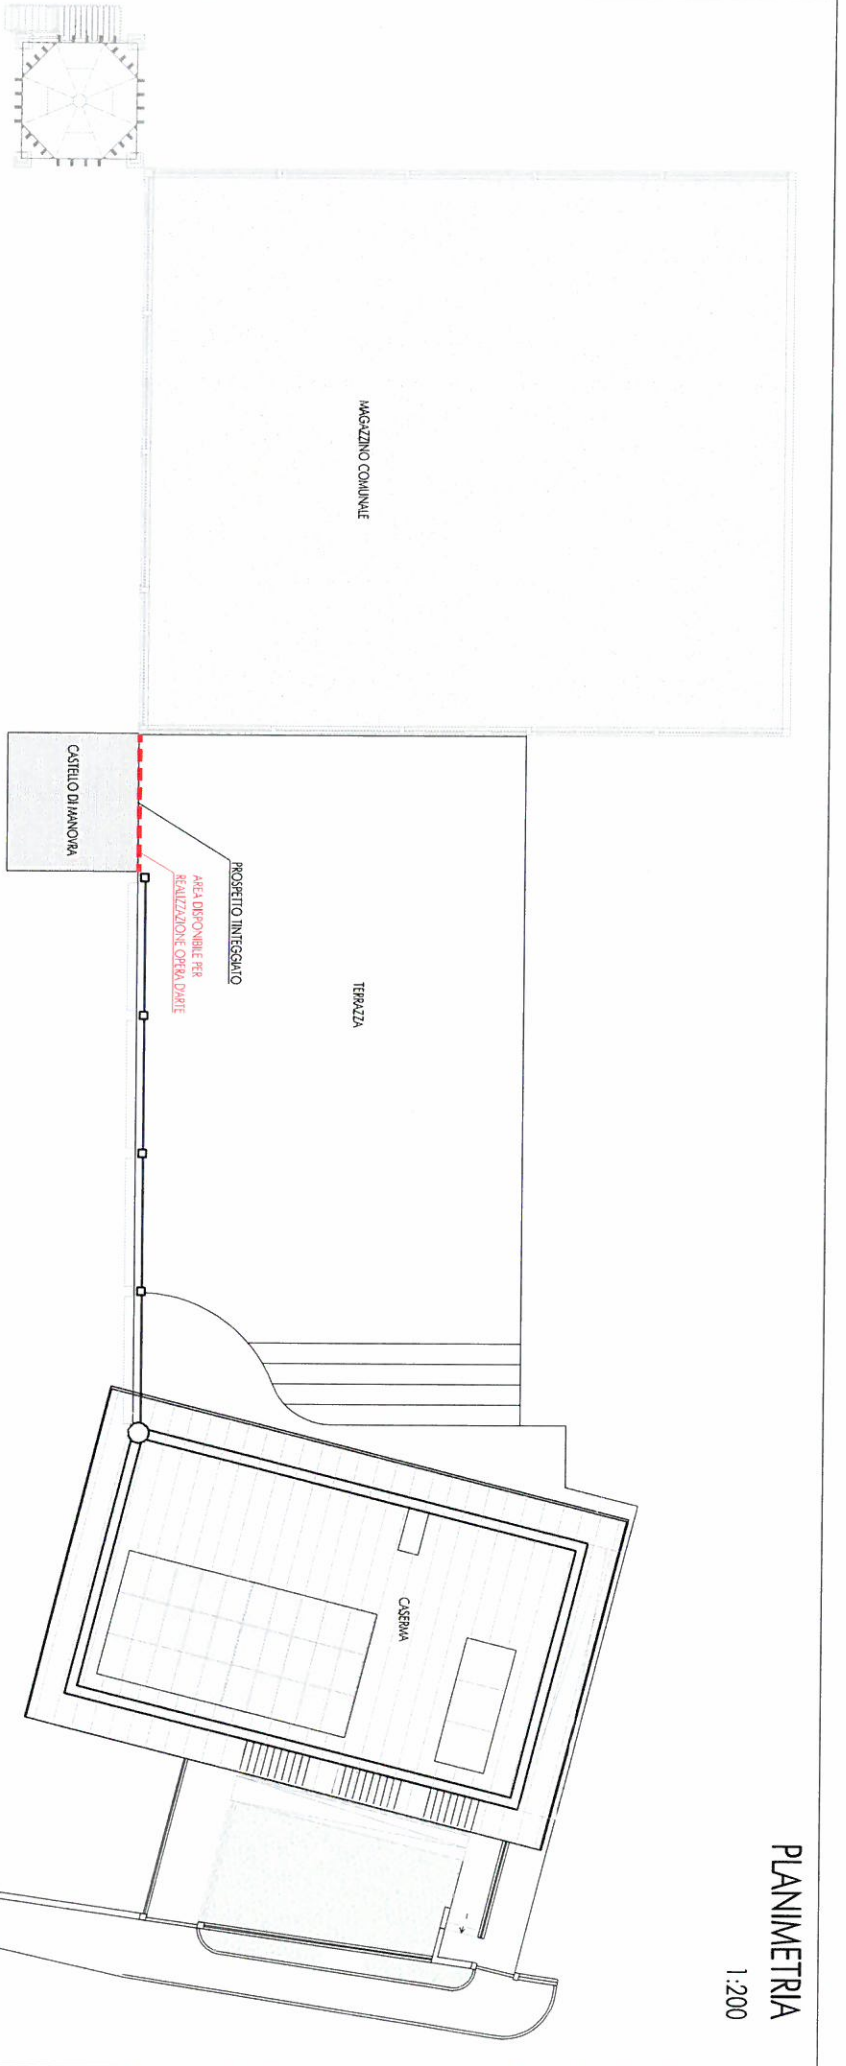 PLANIMETRIA
1:200
MAGAZZINO COMUNALE
CASTELLO DI MANOVRA
PROSPETTO TINTEGGIATO
AREA DISPONIBILE PER
REALIZZAZIONE OPERA D'ARTE
TERRAZZA
CASERMA